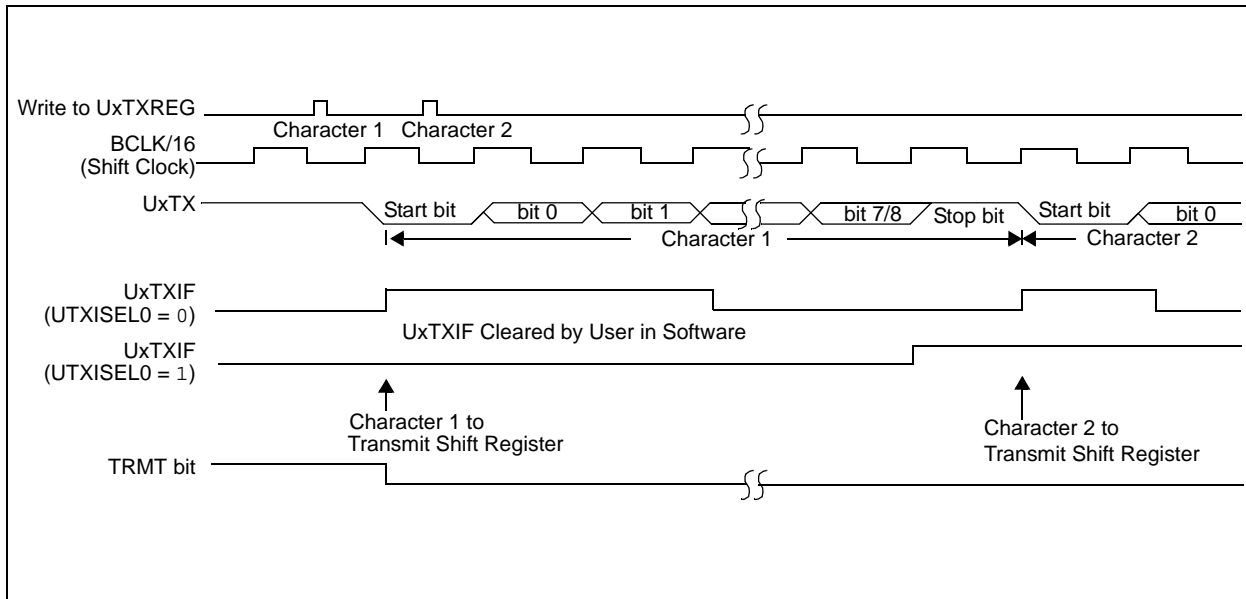 Write to UxTXREG
Character 1
Character 2
BCLK/16
(Shift Clock)
UxTX
Start bit
bit 0
bit 1
bit 7/8
Stop bit
Start bit
bit 0
Character 1
Character 2
UxTXIF
(UTXISEL0 = 0)
UxTXIF Cleared by User in Software
UxTXIF
(UTXISEL0 = 1)
Character 1 to
Transmit Shift Register
Character 2 to
Transmit Shift Register
TRMT bit